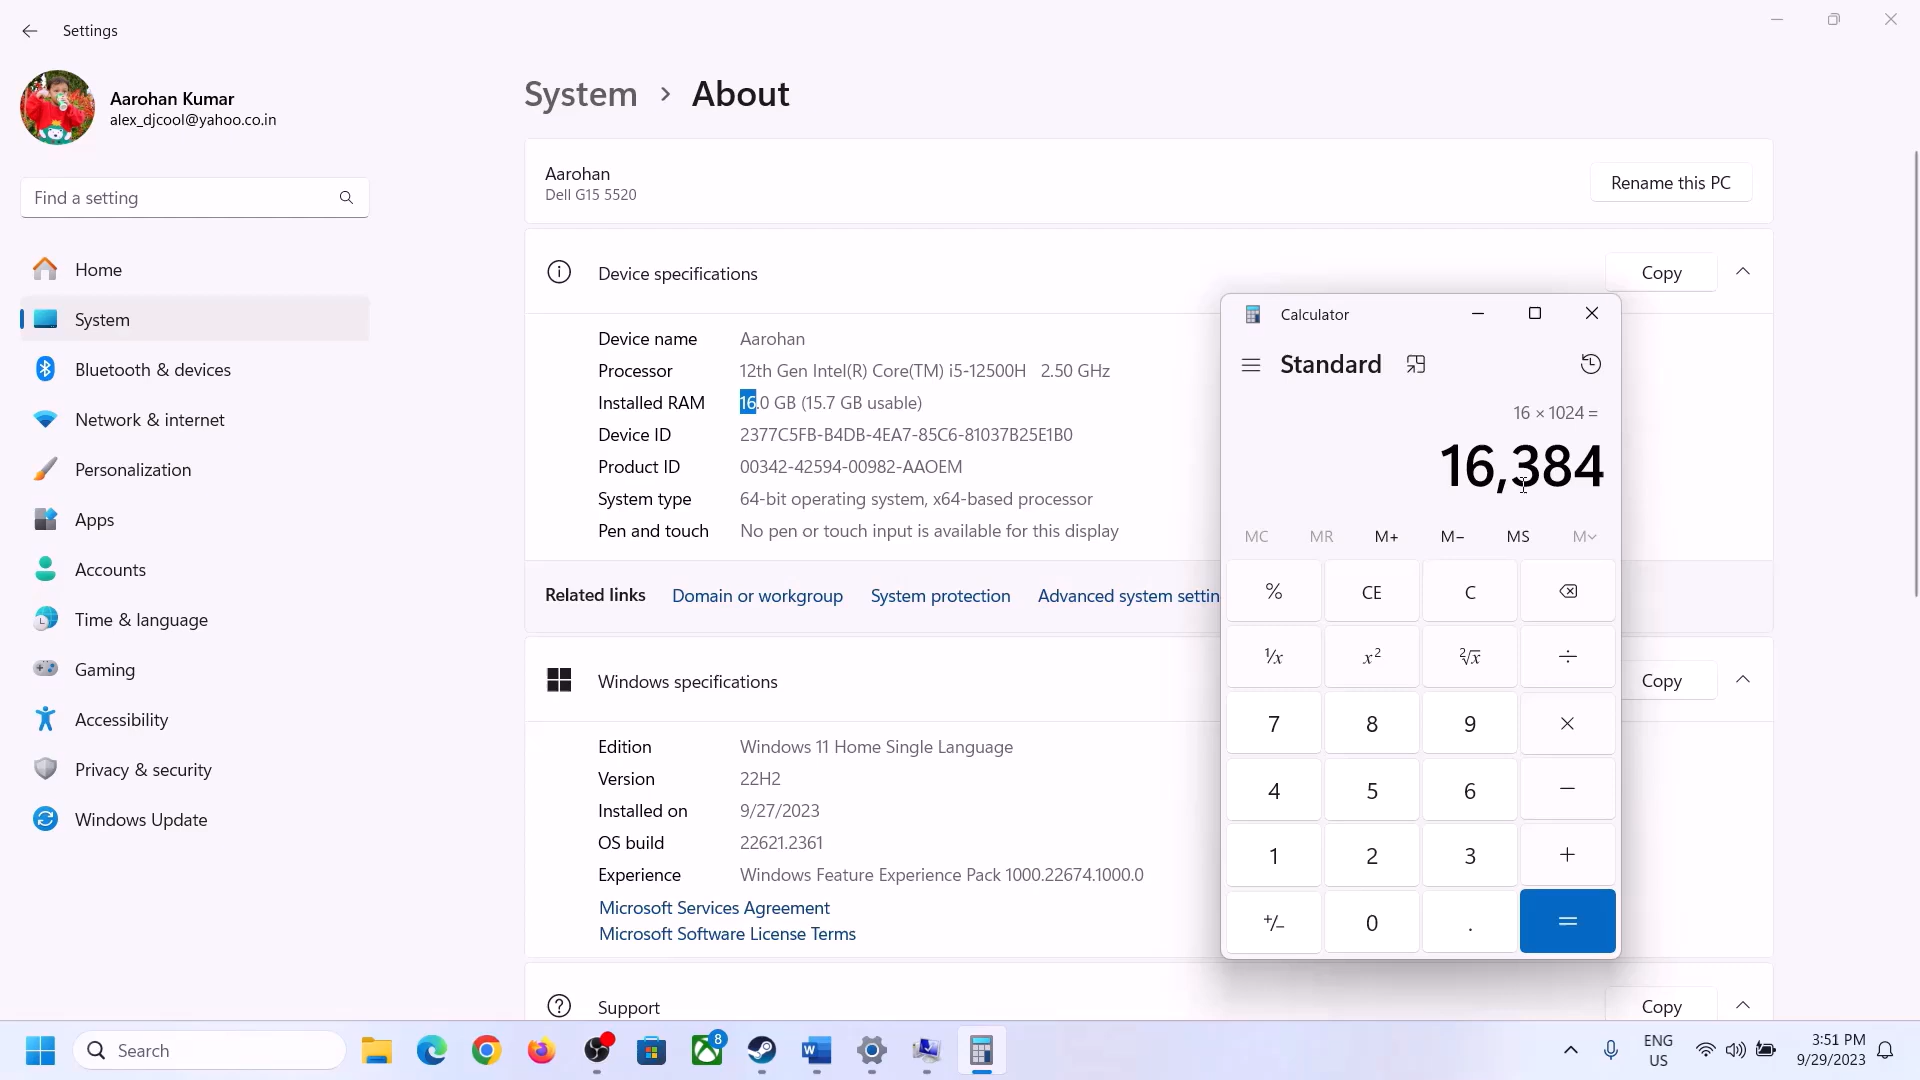 Settings
Aarohan Kumar
alex_djcool@yahoo.co.in
Find a setting
Home
System
Bluetooth & devices
Network & internet
Personalization
Apps
Accounts
Time & language
Gaming
Accessibility
Privacy & security
Windows Update
System > About
Aarohan
Dell G15 5520
Rename this PC
Device specifications
Copy
Device name Aarohan
Processor 12th Gen Intel(R) Core(TM) i5-12500H 2.50 GHz
Installed RAM 16.0 GB (15.7 GB usable)
Device ID 2377C5FB-B4DB-4EA7-85C6-81037B25E1B0
Product ID 00342-42594-00982-AAOEM
System type 64-bit operating system, x64-based processor
Pen and touch No pen or touch input is available for this display
Related links Domain or workgroup System protection Advanced system settin
Windows specifications
Copy
Edition Windows 11 Home Single Language
Version 22H2
Installed on 9/27/2023
OS build 22621.2361
Experience Windows Feature Experience Pack 1000.22674.1000.0
Microsoft Services Agreement
Microsoft Software License Terms
Support
Copy
Calculator
Standard
16 × 1024 =
16,384
MC MR M+ M− MS M˅
% CE C
⅟x x² ²√x ÷
7 8 9 ×
4 5 6 −
1 2 3 +
+/− 0 . =
Search
8
ENG
US
3:51 PM
9/29/2023